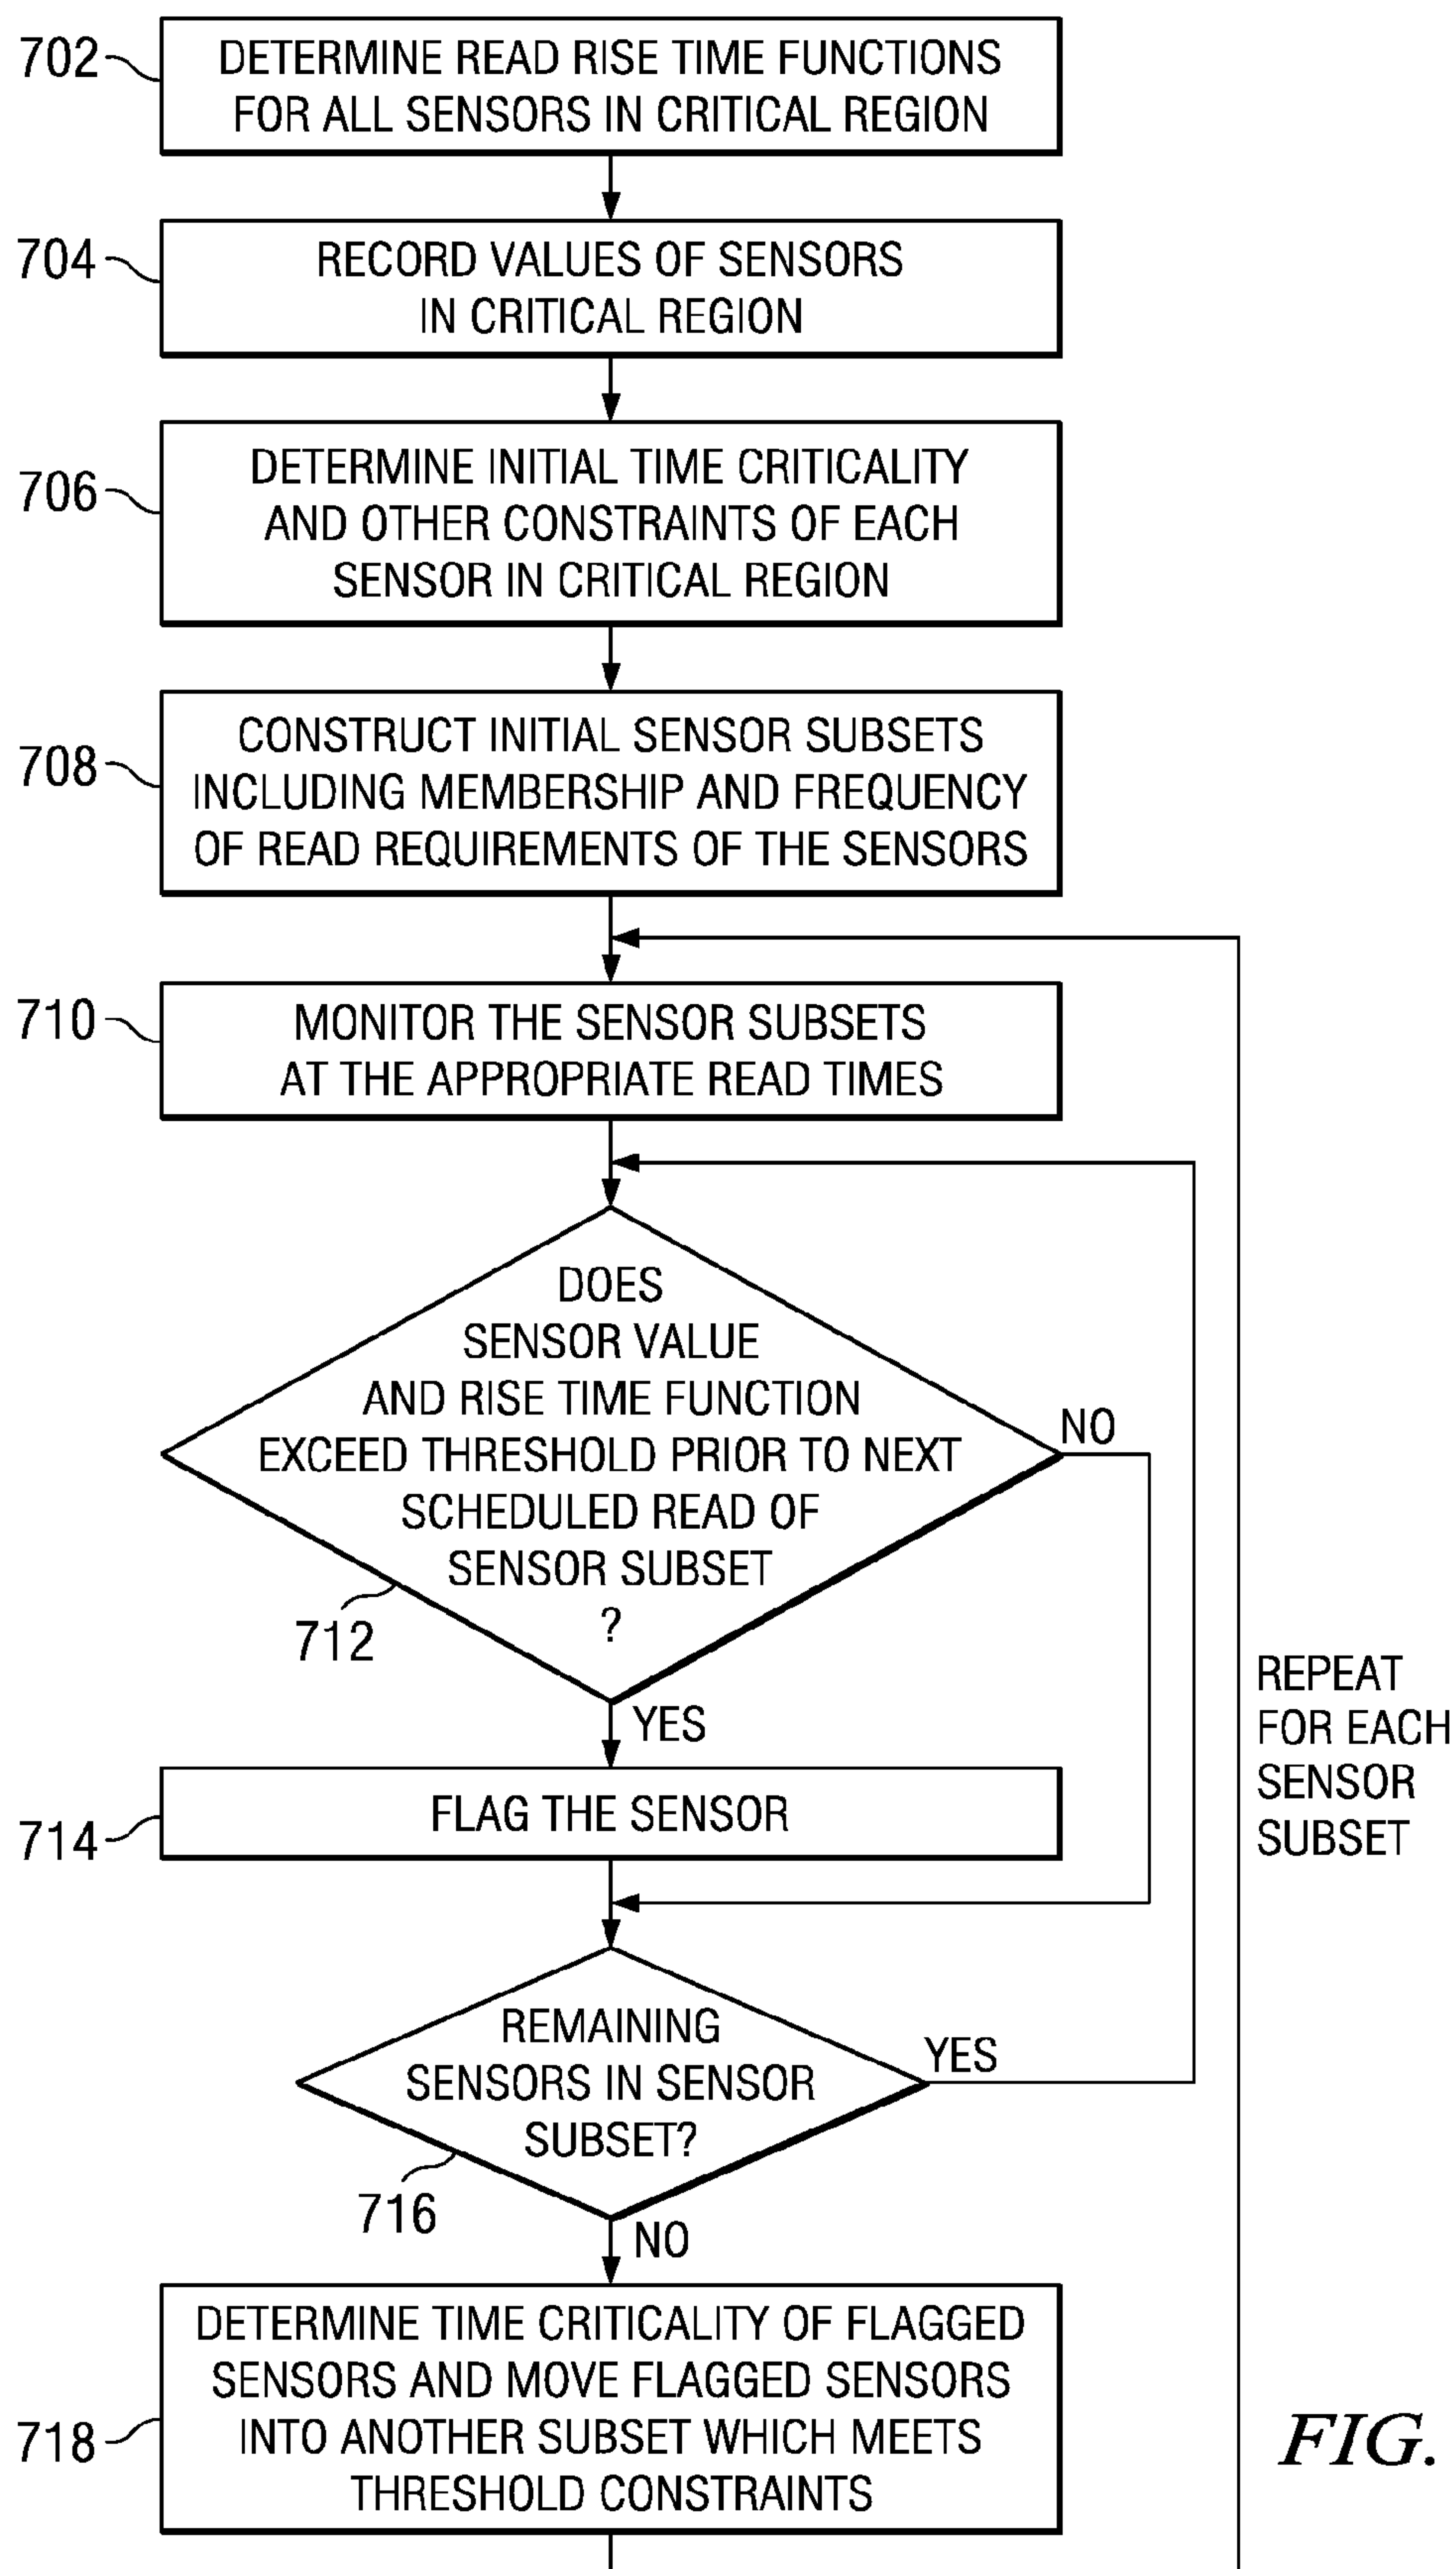 702
DETERMINE READ RISE TIME FUNCTIONS
FOR ALL SENSORS IN CRITICAL REGION
704
RECORD VALUES OF SENSORS
IN CRITICAL REGION
706
DETERMINE INITIAL TIME CRITICALITY
AND OTHER CONSTRAINTS OF EACH
SENSOR IN CRITICAL REGION
708
CONSTRUCT INITIAL SENSOR SUBSETS
INCLUDING MEMBERSHIP AND FREQUENCY
OF READ REQUIREMENTS OF THE SENSORS
710
MONITOR THE SENSOR SUBSETS
AT THE APPROPRIATE READ TIMES
DOES
SENSOR VALUE
AND RISE TIME FUNCTION
EXCEED THRESHOLD PRIOR TO NEXT
SCHEDULED READ OF
SENSOR SUBSET
?
NO
712
YES
REPEAT
FOR EACH
SENSOR
SUBSET
714
FLAG THE SENSOR
REMAINING
SENSORS IN SENSOR
SUBSET?
YES
716
NO
718
DETERMINE TIME CRITICALITY OF FLAGGED
SENSORS AND MOVE FLAGGED SENSORS
INTO ANOTHER SUBSET WHICH MEETS
THRESHOLD CONSTRAINTS
FIG.